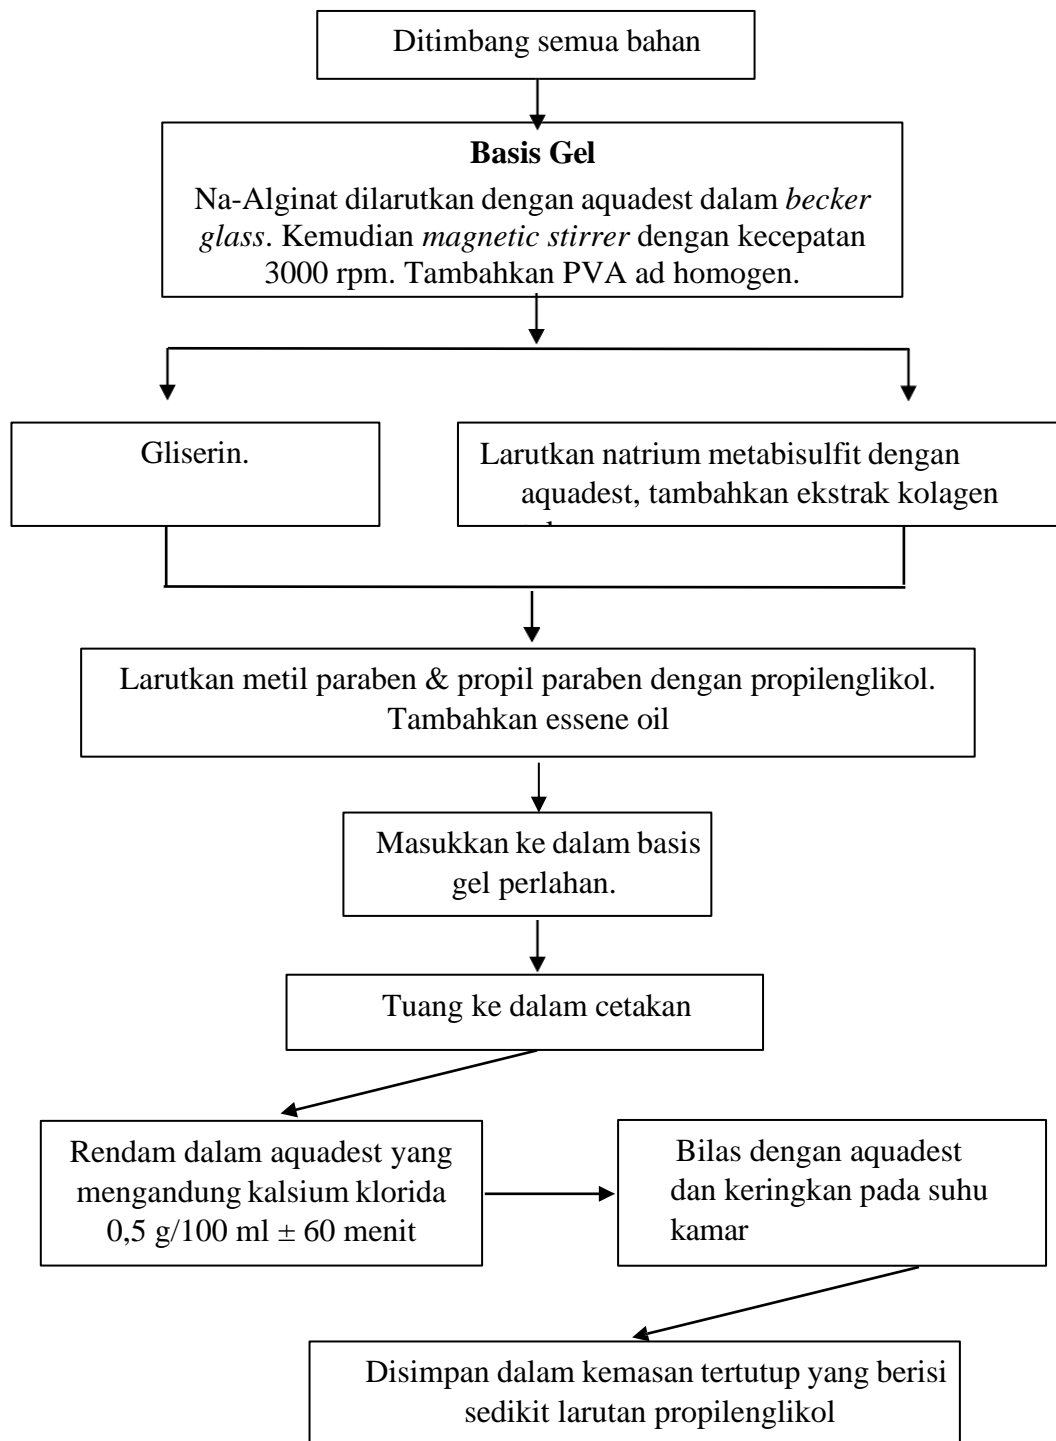 Ditimbang semua bahan
Basis Gel
Na-Alginat dilarutkan dengan aquadest dalam becker
glass. Kemudian magnetic stirrer dengan kecepatan
3000 rpm. Tambahkan PVA ad homogen.
Gliserin.
Larutkan natrium metabisulfit dengan
aquadest, tambahkan ekstrak kolagen
Larutkan metil paraben & propil paraben dengan propilenglikol.
Tambahkan essene oil
Masukkan ke dalam basis
gel perlahan.
Tuang ke dalam cetakan
Rendam dalam aquadest yang
mengandung kalsium klorida
0,5 g/100 ml ± 60 menit
Bilas dengan aquadest
dan keringkan pada suhu
kamar
Disimpan dalam kemasan tertutup yang berisi
sedikit larutan propilenglikol